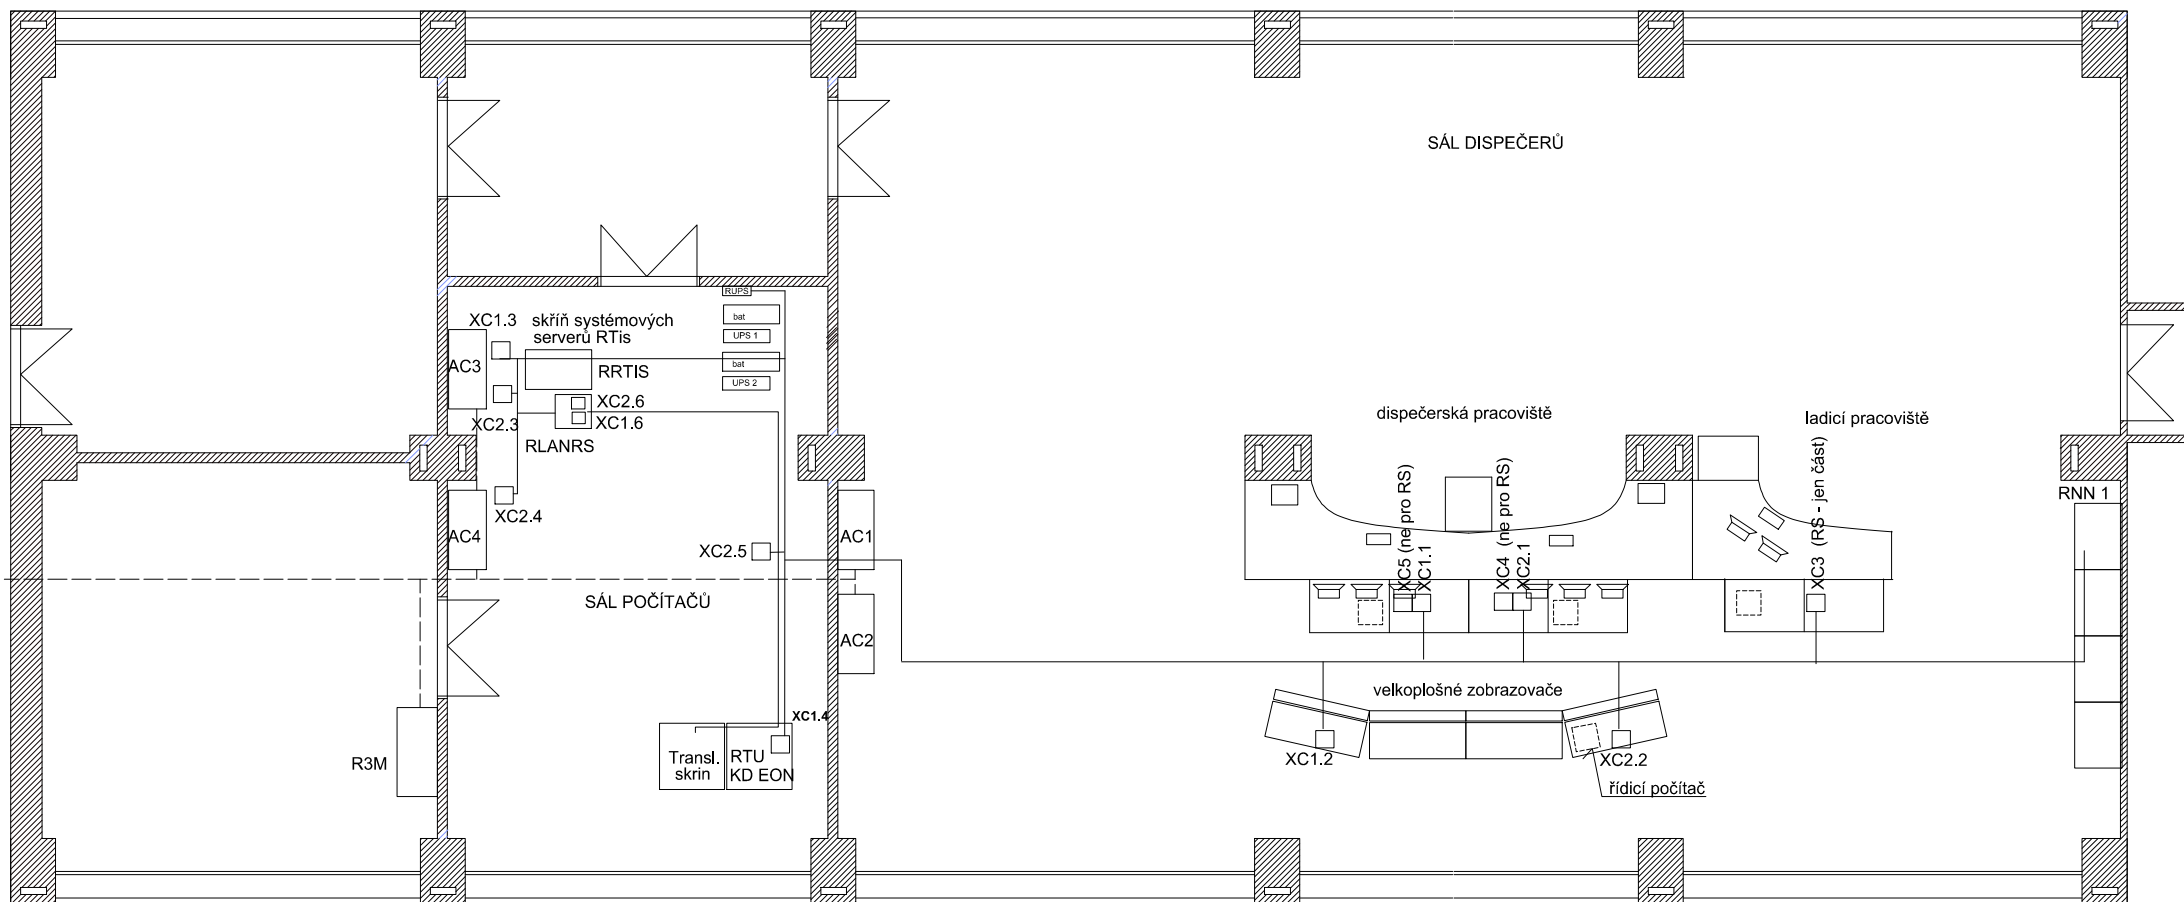 SÁL DISPEČERŮ
RUPS
bat
UPS 1
bat
UPS 2
XC1.3
skříň systémových
serverů RTis
AC3
RRTIS
XC2.6
XC1.6
XC2.3
RLANRS
XC2.4
AC4
XC2.5
AC1
SÁL POČÍTAČŮ
AC2
R3M
XC1.4
Transl.
skrin
RTU
KD EON
dispečerská pracoviště
ladicí pracoviště
XC5 (ne pro RS)
XC1.1
XC4 (ne pro RS)
XC2.1
XC3 (RS - jen část)
RNN 1
velkoplošné zobrazovače
XC1.2
XC2.2
řídicí počítač